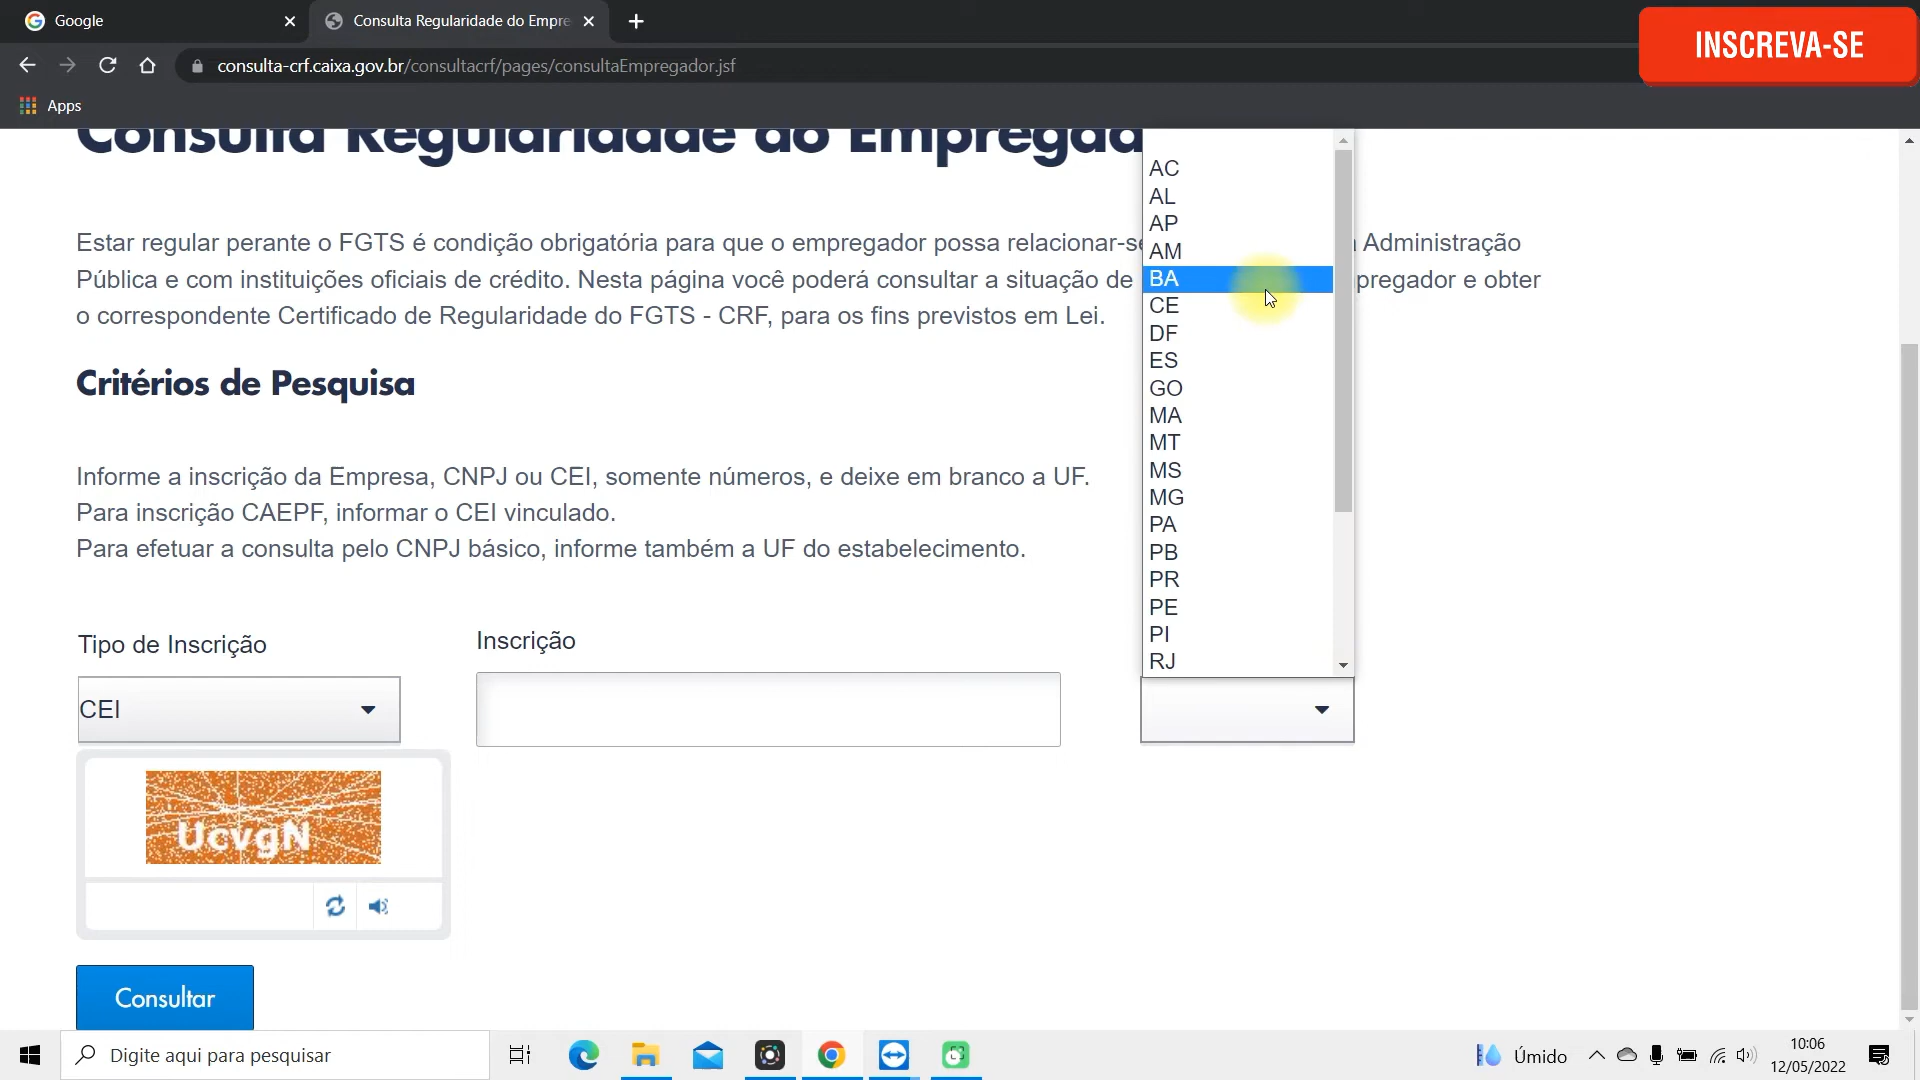 Google
Consulta Regularidade do Empre
INSCREVA-SE
consulta-crf.caixa.gov.br/consultacrf/pages/consultaEmpregador.jsf
Apps
Consulta Regularidade do Empregad
Estar regular perante o FGTS é condição obrigatória para que o empregador possa relacionar-se Administração
Pública e com instituições oficiais de crédito. Nesta página você poderá consultar a situação de pregador e obter
o correspondente Certificado de Regularidade do FGTS - CRF, para os fins previstos em Lei.
Critérios de Pesquisa
Informe a inscrição da Empresa, CNPJ ou CEI, somente números, e deixe em branco a UF.
Para inscrição CAEPF, informar o CEI vinculado.
Para efetuar a consulta pelo CNPJ básico, informe também a UF do estabelecimento.
AC
AL
AP
AM
BA
CE
DF
ES
GO
MA
MT
MS
MG
PA
PB
PR
PE
PI
RJ
Tipo de Inscrição
Inscrição
CEI
UcvgN
Consultar
Digite aqui para pesquisar
Úmido
10:06
12/05/2022